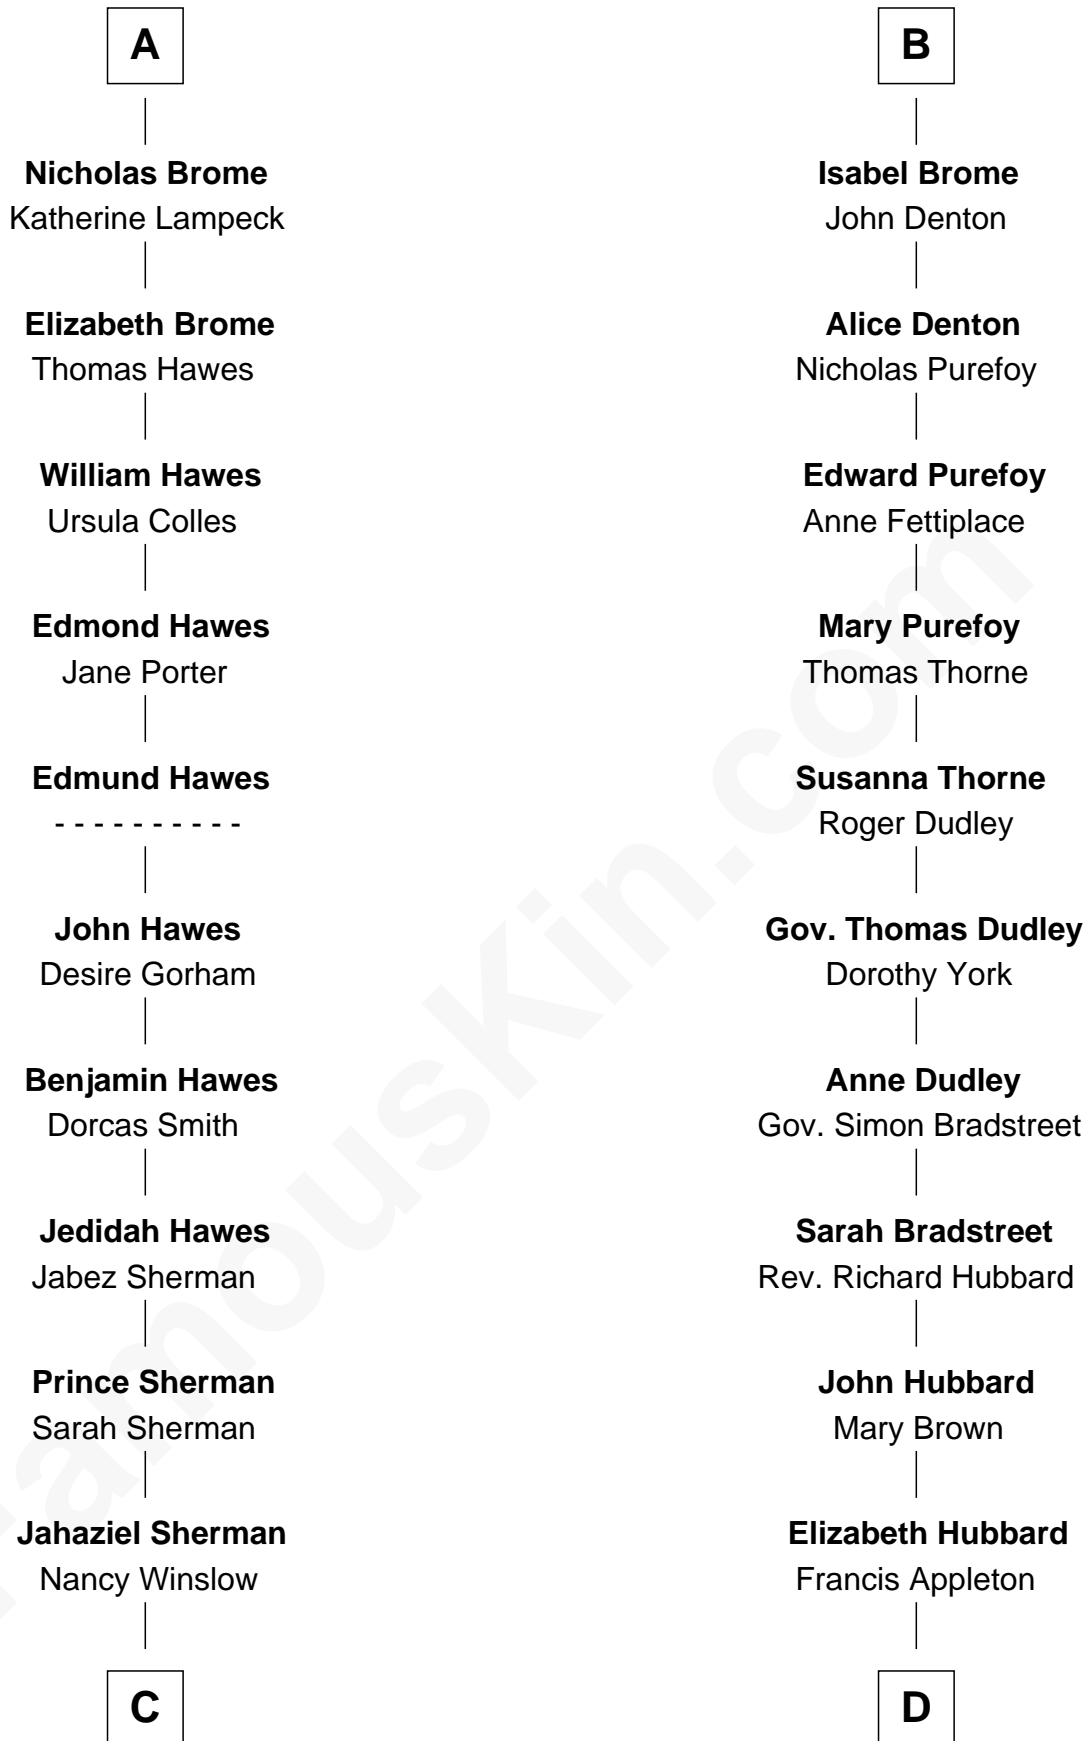 A
Nicholas Brome
Katherine Lampeck
Elizabeth Brome
Thomas Hawes
William Hawes
Ursula Colles
Edmond Hawes
Jane Porter
Edmund Hawes
- - - - - - - - - -
John Hawes
Desire Gorham
Benjamin Hawes
Dorcas Smith
Jedidah Hawes
Jabez Sherman
Prince Sherman
Sarah Sherman
Jahaziel Sherman
Nancy Winslow
C
B
Isabel Brome
John Denton
Alice Denton
Nicholas Purefoy
Edward Purefoy
Anne Fettiplace
Mary Purefoy
Thomas Thorne
Susanna Thorne
Roger Dudley
Gov. Thomas Dudley
Dorothy York
Anne Dudley
Gov. Simon Bradstreet
Sarah Bradstreet
Rev. Richard Hubbard
John Hubbard
Mary Brown
Elizabeth Hubbard
Francis Appleton
D
FamousKin.com